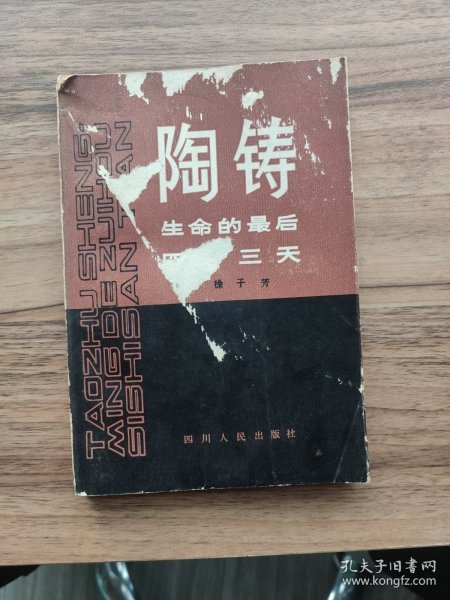 陶铸
生命的最后
三天
徐子芳
四川人民出版社
TAOZHU SHENG
MING DE ZUIHOU
SISHISAN TIAN
孔夫子旧书网
www.kongfz.com